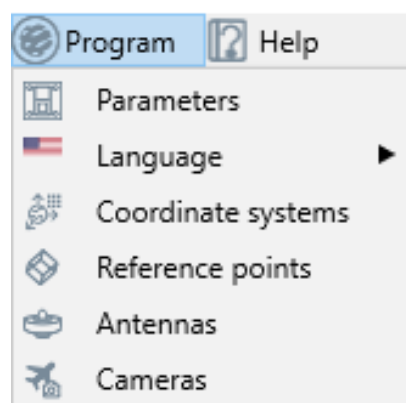 Program Help
Parameters
Language
Coordinate systems
Reference points
Antennas
Cameras